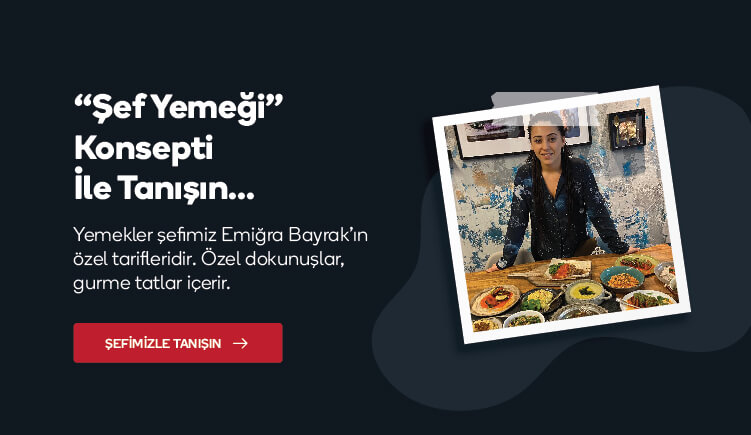 “Şef Yemeği”
Konsepti
İle Tanışın...
Yemekler şefimiz Emiğra Bayrak’ın
özel tarifleridir. Özel dokunuşlar,
gurme tatlar içerir.
ŞEFİMİZLE TANIŞIN